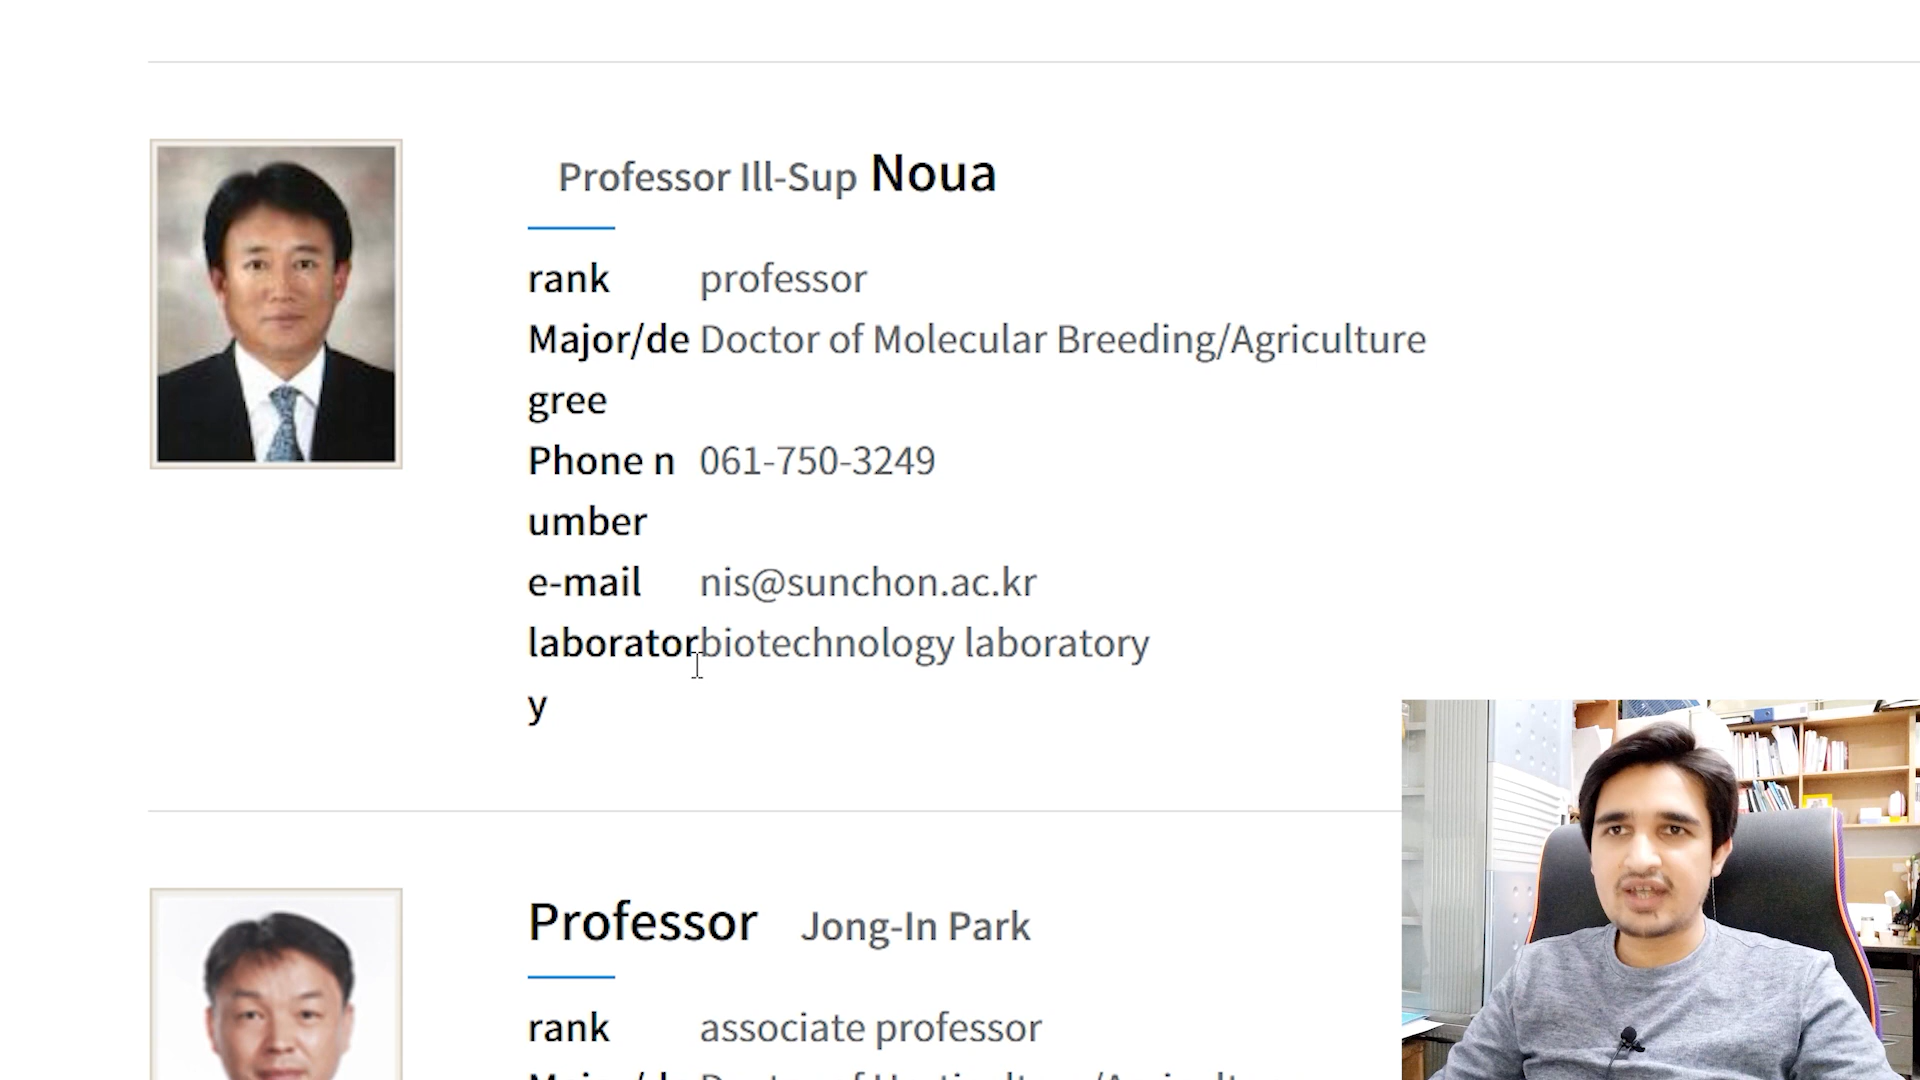 Professor Ill-Sup Noua
rank professor
Major/de Doctor of Molecular Breeding/Agriculture
gree
Phone n 061-750-3249
umber
e-mail nis@sunchon.ac.kr
laborator biotechnology laboratory
y
Professor Jong-In Park
rank associate professor